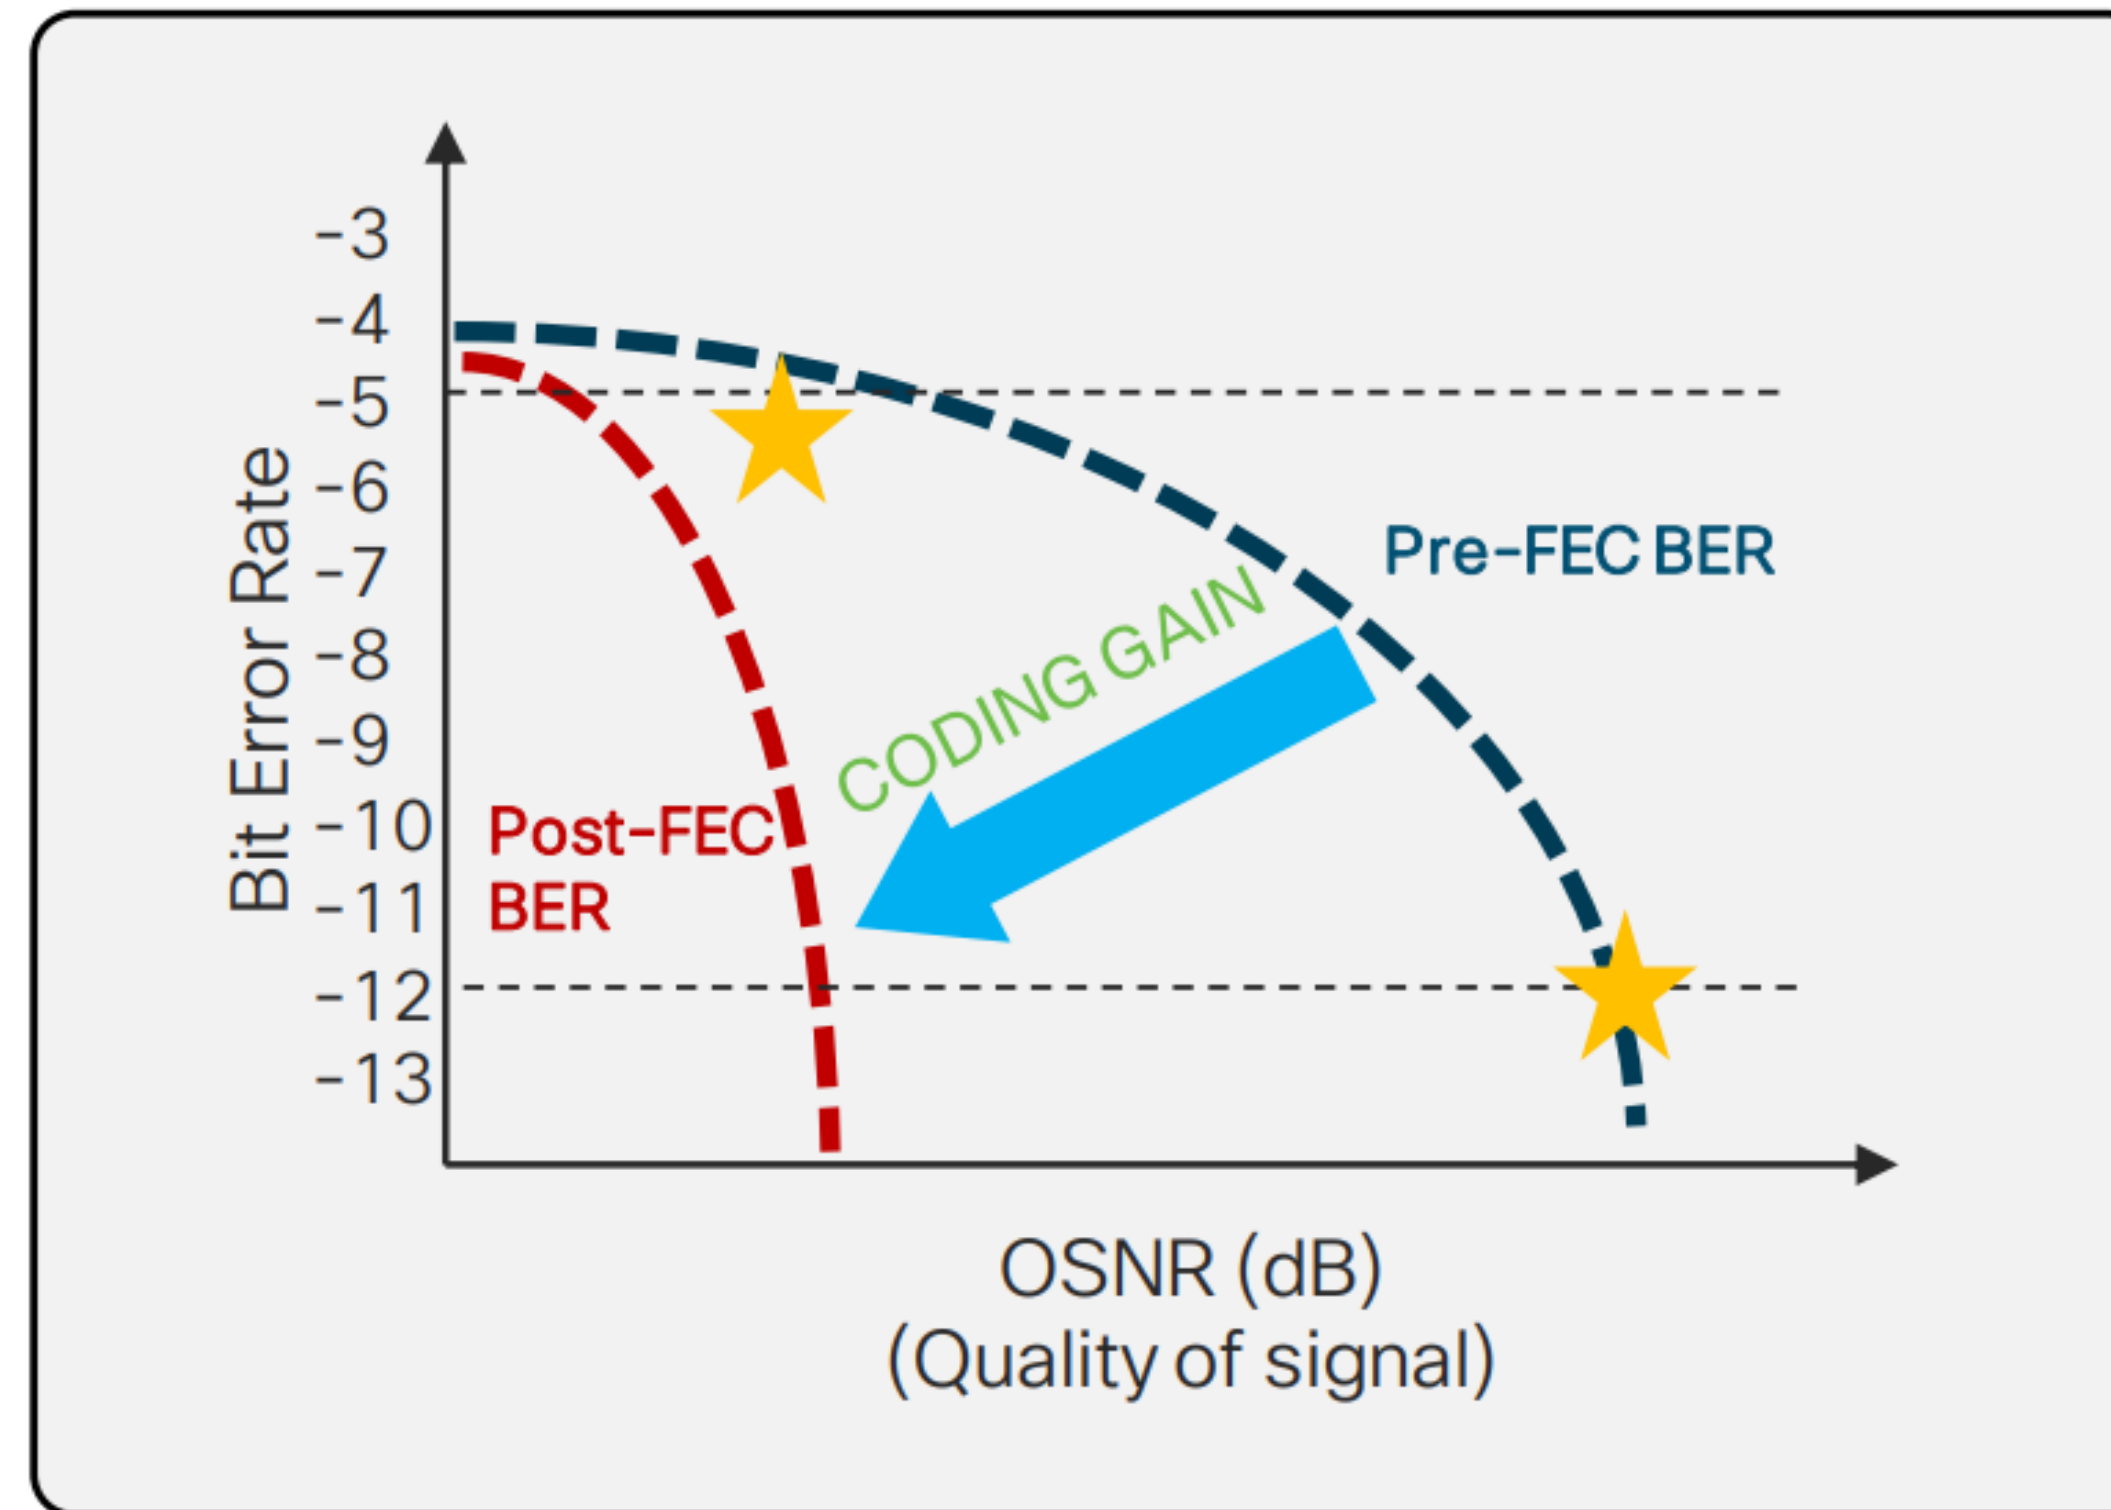 -3
-4
-5
-6
-7
-8
-9
-10
-11
-12
-13
Bit Error Rate
Pre-FEC BER
CODING GAIN
Post-FEC
BER
OSNR (dB)
(Quality of signal)